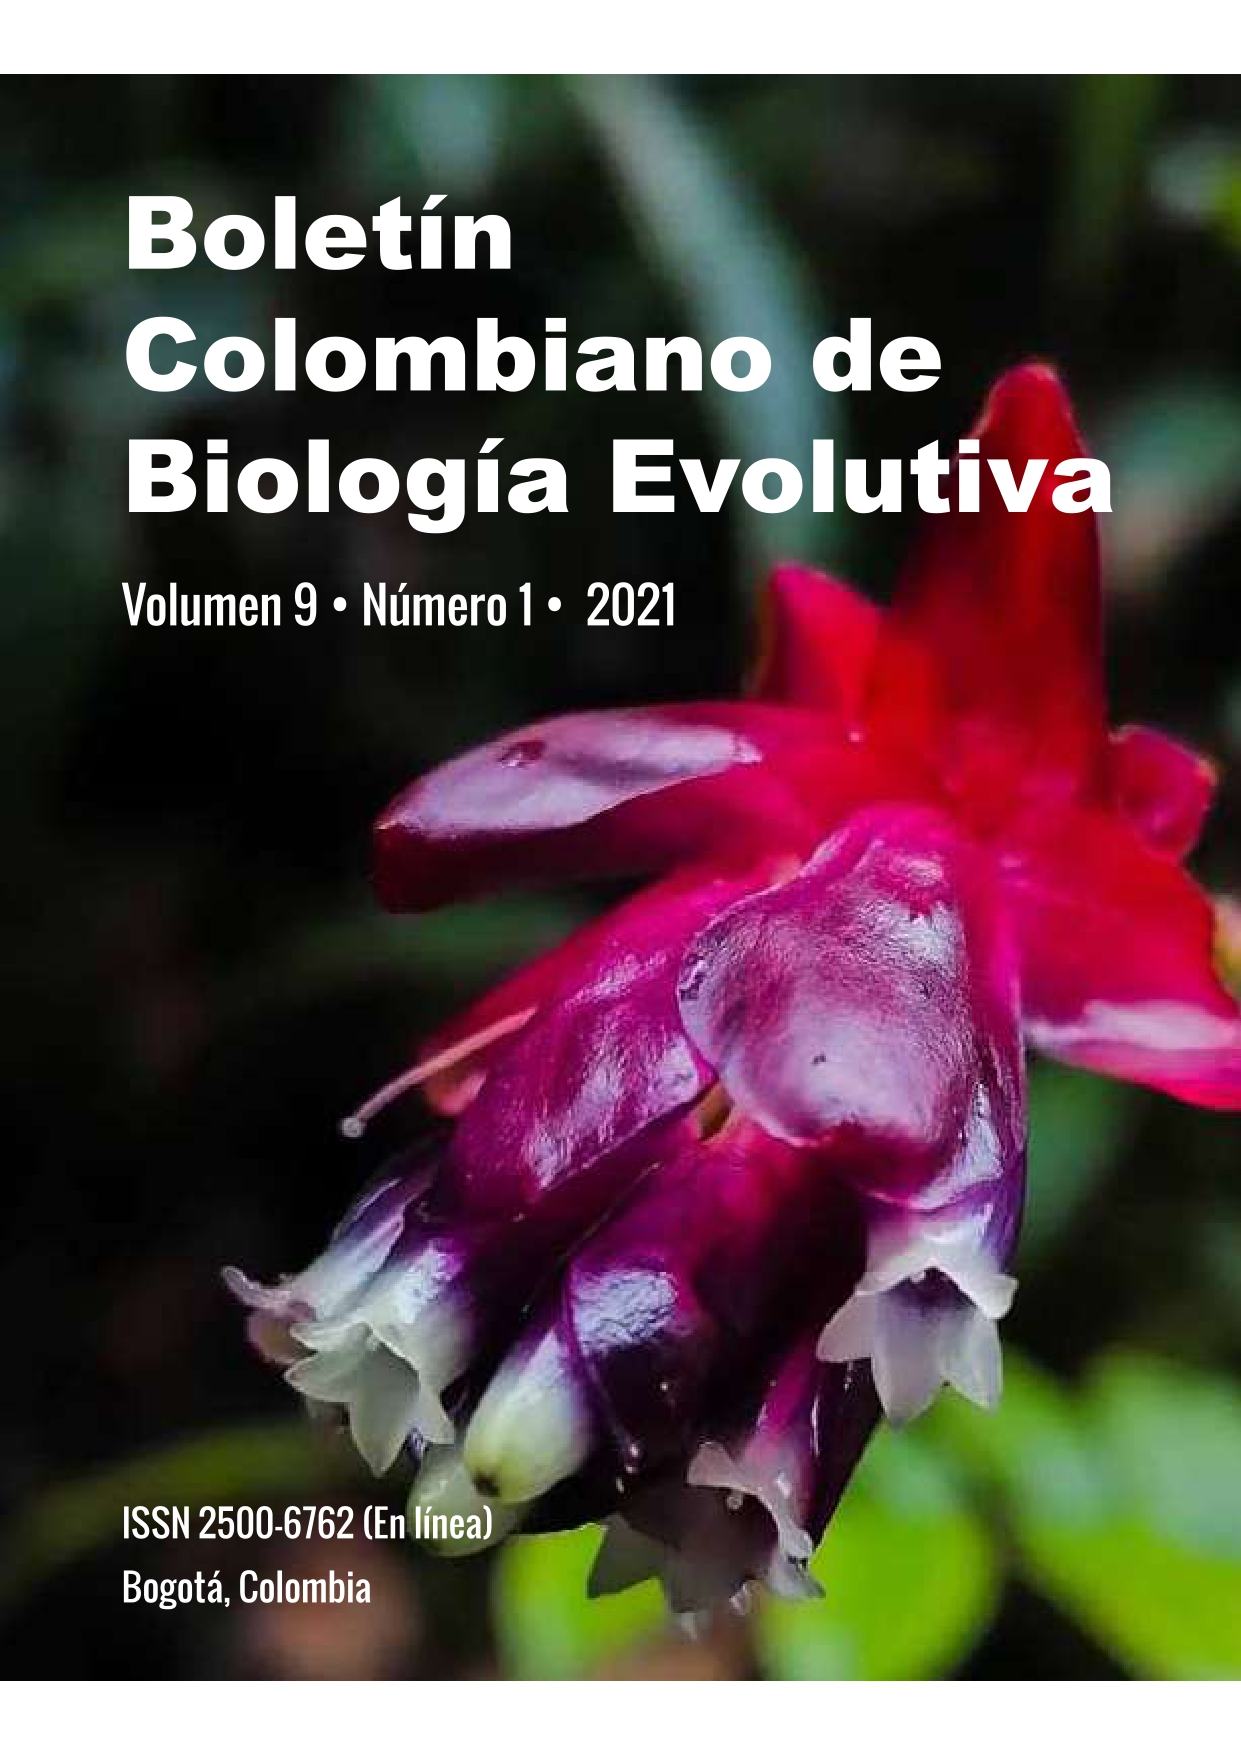 Boletín
Colombiano de
Biología Evolutiva
Volumen 9 • Número 1 • 2021
ISSN 2500-6762 (En línea)
Bogotá, Colombia